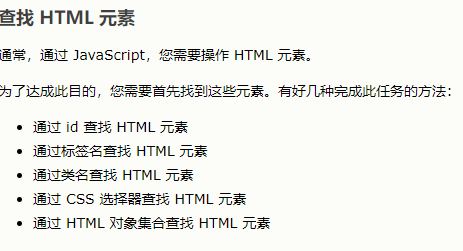 查找 HTML 元素
通常，通过 JavaScript，您需要操作 HTML 元素。
为了达成此目的，您需要首先找到这些元素。有好几种完成此任务的方法：
• 通过 id 查找 HTML 元素
• 通过标签名查找 HTML 元素
• 通过类名查找 HTML 元素
• 通过 CSS 选择器查找 HTML 元素
• 通过 HTML 对象集合查找 HTML 元素